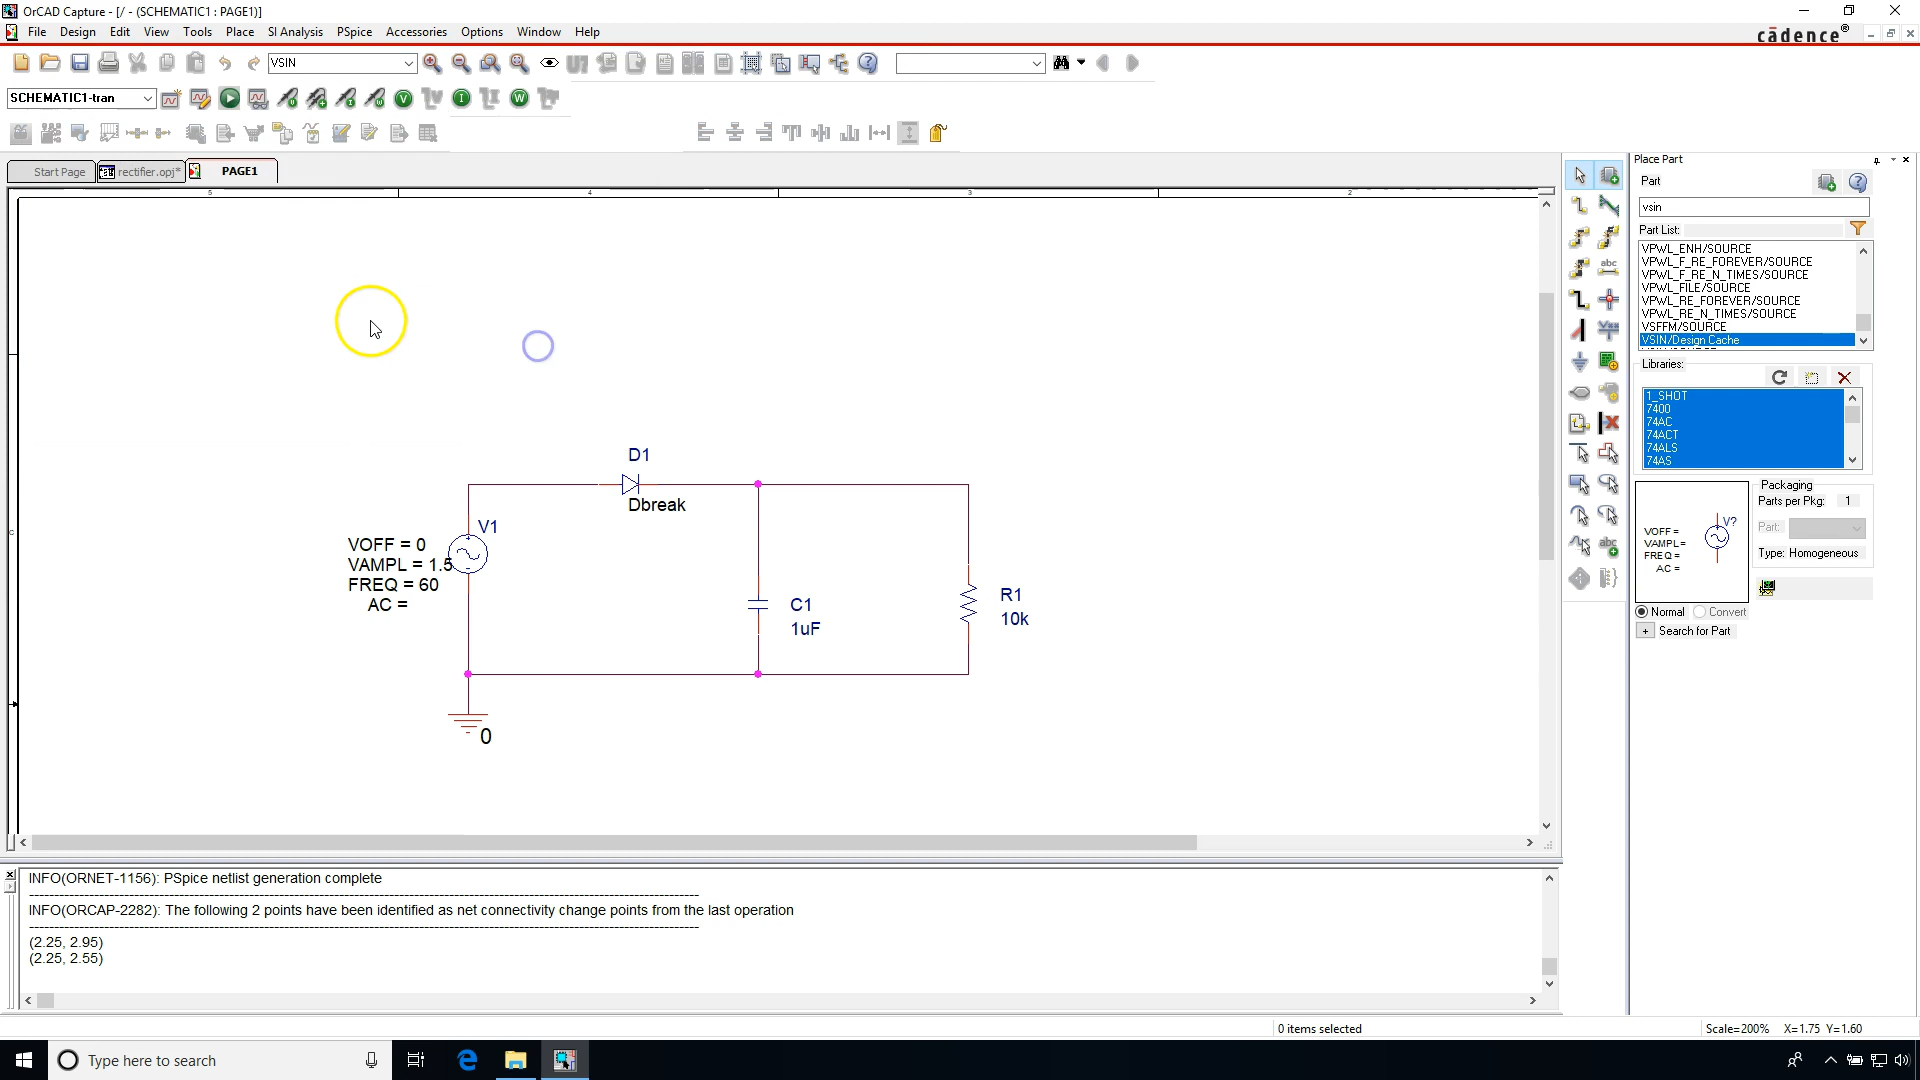 OrCAD Capture - [/ - (SCHEMATIC1 : PAGE1)]
File Design Edit View Tools Place SI Analysis PSpice Accessories Options Window Help
cādence®
VSIN
SCHEMATIC1-tran
Start Page
rectifier.opj*
PAGE1
5 4 3 2
C
D1
Dbreak
V1
VOFF = 0
VAMPL = 1.5
FREQ = 60
AC =
C1
1uF
R1
10k
0
Place Part
Part
vsin
Part List:
VPWL_ENH/SOURCE
VPWL_F_RE_FOREVER/SOURCE
VPWL_F_RE_N_TIMES/SOURCE
VPWL_FILE/SOURCE
VPWL_RE_FOREVER/SOURCE
VPWL_RE_N_TIMES/SOURCE
VSFFM/SOURCE
VSIN/Design Cache
Libraries:
1_SHOT
7400
74AC
74ACT
74ALS
74AS
VOFF =
VAMPL =
FREQ =
AC =
V?
Packaging
Parts per Pkg: 1
Part:
Type: Homogeneous
Normal Convert
+ Search for Part
INFO(ORNET-1156): PSpice netlist generation complete
INFO(ORCAP-2282): The following 2 points have been identified as net connectivity change points from the last operation
(2.25, 2.95)
(2.25, 2.55)
0 items selected
Scale=200% X=1.75 Y=1.60
Type here to search